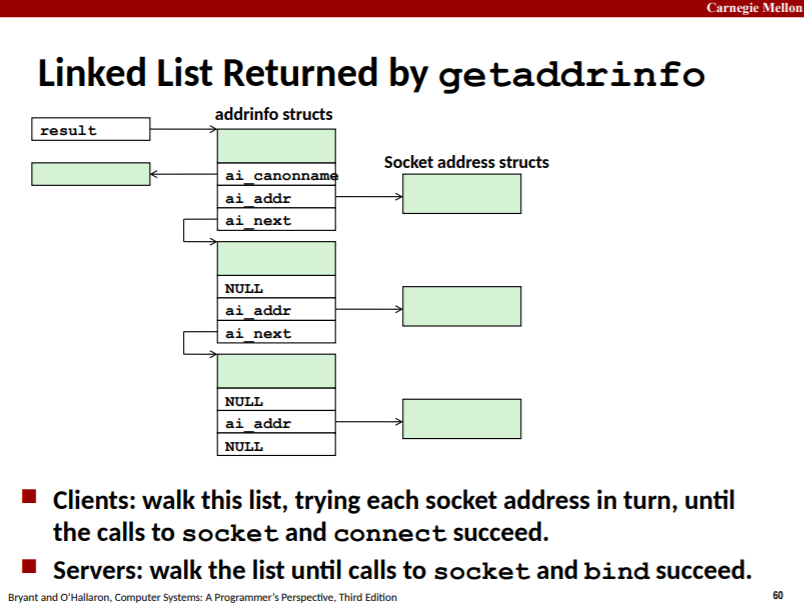 Carnegie Mellon
Linked List Returned by getaddrinfo
addrinfo structs
result
Socket address structs
ai_canonname
ai_addr
ai_next
NULL
ai_addr
ai_next
NULL
ai_addr
NULL
Clients: walk this list, trying each socket address in turn, until
the calls to socket and connect succeed.
Servers: walk the list until calls to socket and bind succeed.
Bryant and O'Hallaron, Computer Systems: A Programmer's Perspective, Third Edition
60